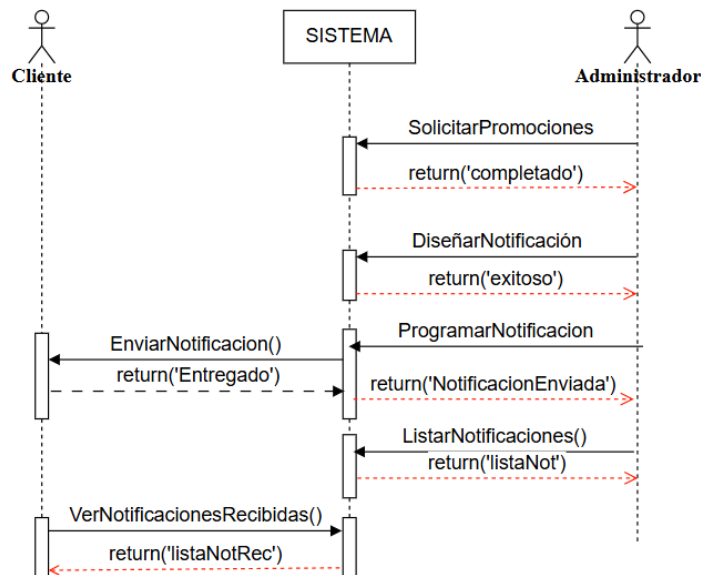 SISTEMA
Cliente
Administrador
SolicitarPromociones
return('completado')
DiseñarNotificación
return('exitoso')
EnviarNotificacion()
ProgramarNotificacion
return('Entregado')
return('NotificacionEnviada')
ListarNotificaciones()
return('listaNot')
VerNotificacionesRecibidas()
return('listaNotRec')